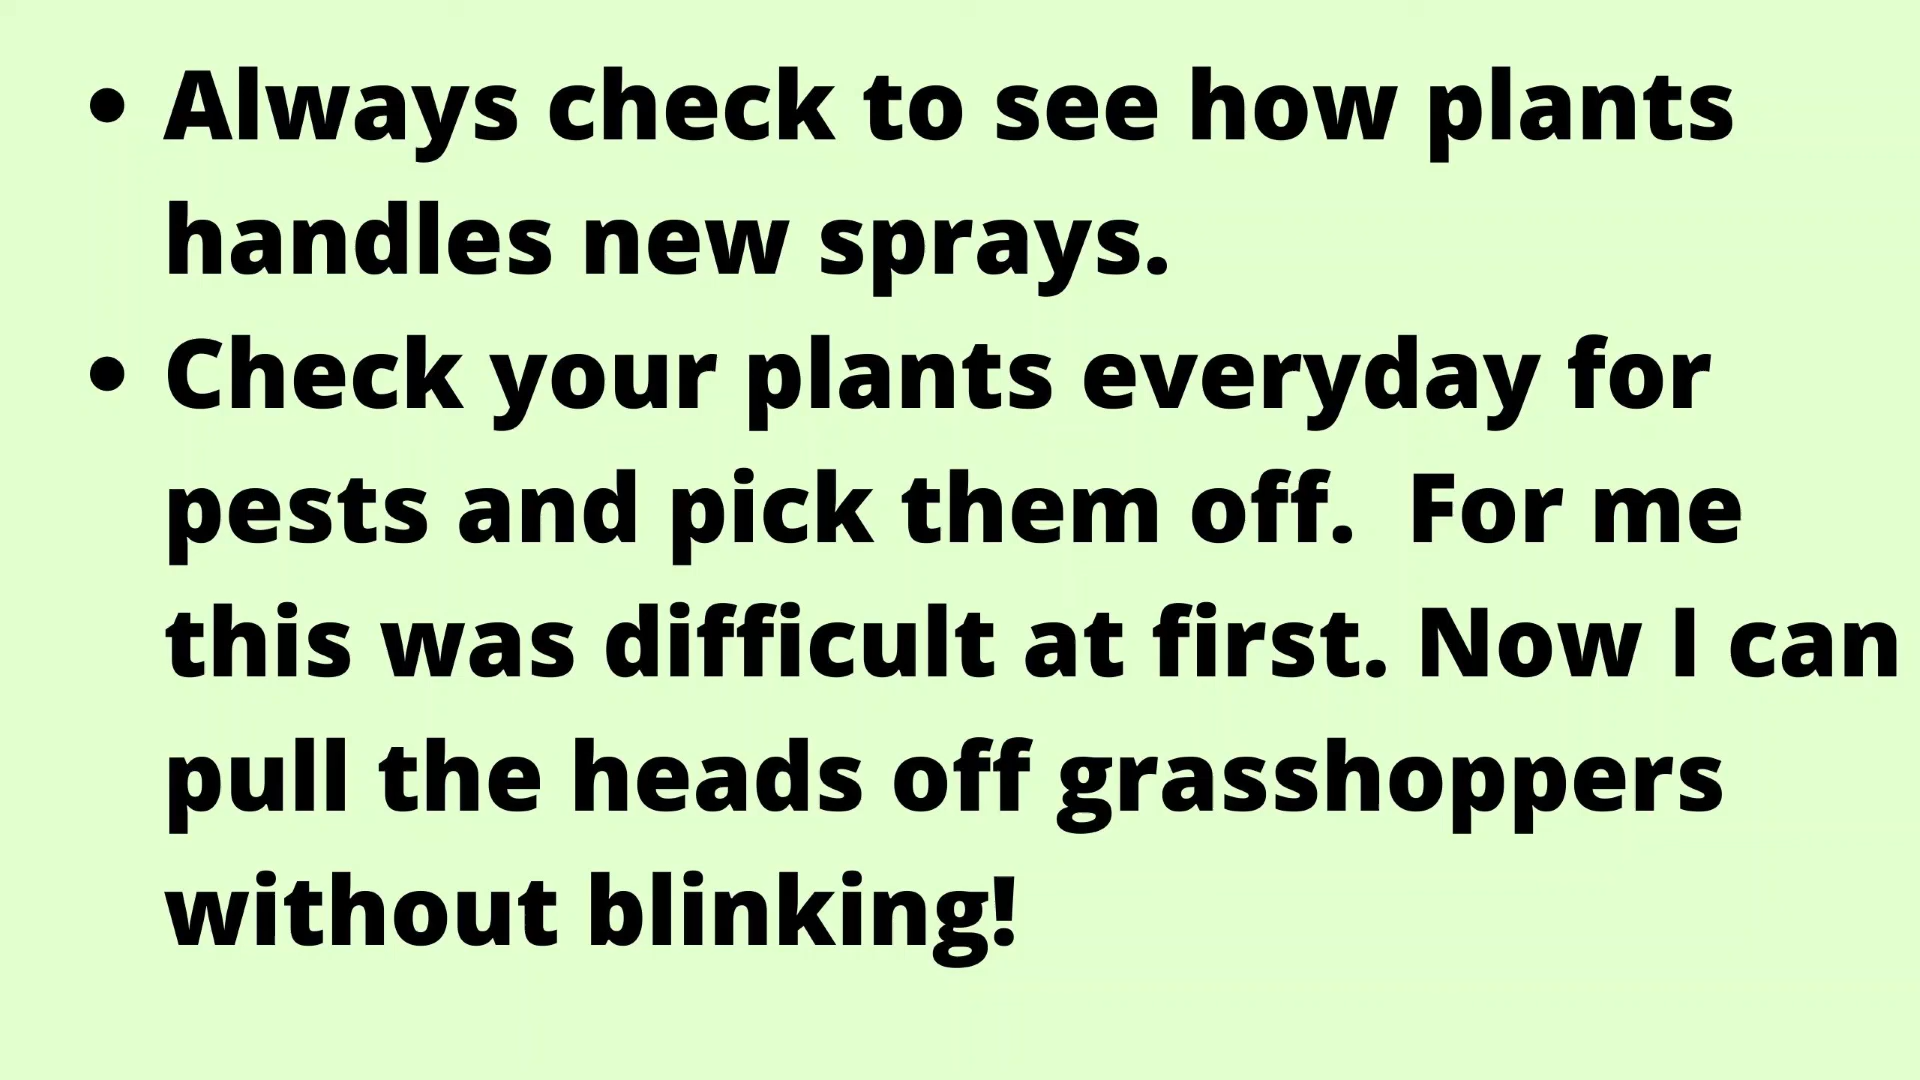 • Always check to see how plants
handles new sprays.
• Check your plants everyday for
pests and pick them off.  For me
this was difficult at first. Now I can
pull the heads off grasshoppers
without blinking!